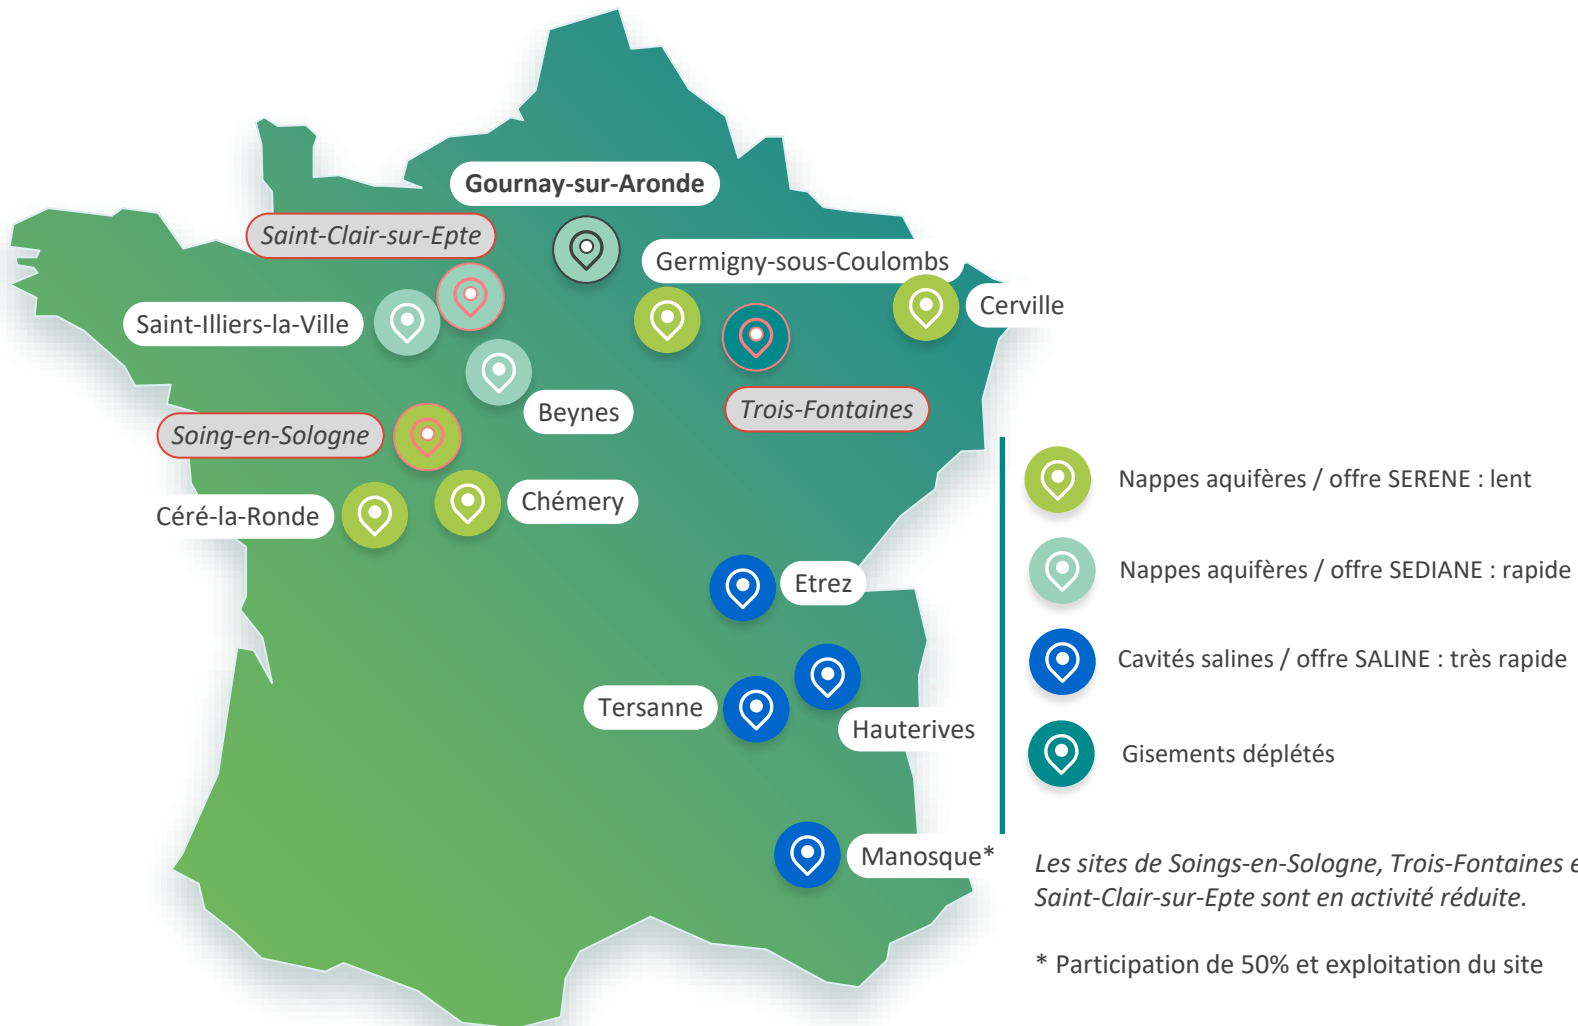 Gournay-sur-Aronde
Saint-Clair-sur-Epte
Germigny-sous-Coulombs
Cerville
Saint-Illiers-la-Ville
Beynes
Trois-Fontaines
Soing-en-Sologne
Céré-la-Ronde
Chémery
Etrez
Tersanne
Hauterives
Manosque*
Nappes aquifères / offre SERENE : lent
Nappes aquifères / offre SEDIANE : rapide
Cavités salines / offre SALINE : très rapide
Gisements déplétés
Les sites de Soings-en-Sologne, Trois-Fontaines e
Saint-Clair-sur-Epte sont en activité réduite.
* Participation de 50% et exploitation du site